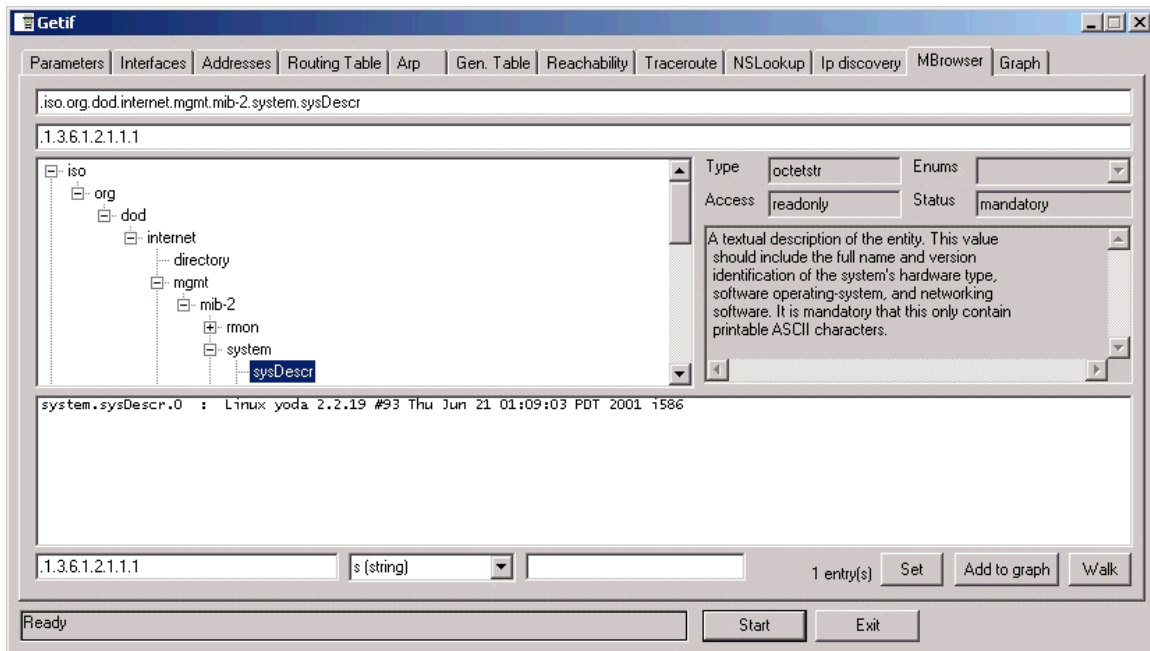 Getif
Parameters Interfaces Addresses Routing Table Arp Gen. Table Reachability Traceroute NSLookup Ip discovery MBrowser Graph
.iso.org.dod.internet.mgmt.mib-2.system.sysDescr
.1.3.6.1.2.1.1.1
iso
org
dod
internet
directory
mgmt
mib-2
rmon
system
sysDescr
Type octetstr Enums
Access readonly Status mandatory
A textual description of the entity. This value
should include the full name and version
identification of the system's hardware type,
software operating-system, and networking
software. It is mandatory that this only contain
printable ASCII characters.
system.sysDescr.0 : Linux yoda 2.2.19 #93 Thu Jun 21 01:09:03 PDT 2001 i586
.1.3.6.1.2.1.1.1 s (string) 1 entry(s) Set Add to graph Walk
Ready Start Exit